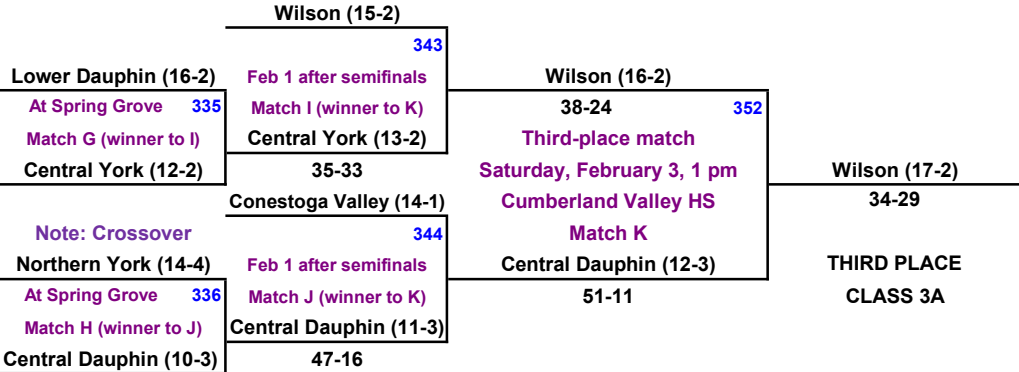 Wilson (15-2)
343
Lower Dauphin (16-2)
Feb 1 after semifinals
Wilson (16-2)
At Spring Grove
335
Match I (winner to K)
38-24
352
Match G (winner to I)
Central York (13-2)
Third-place match
Central York (12-2)
35-33
Saturday, February 3, 1 pm
Wilson (17-2)
Conestoga Valley (14-1)
Cumberland Valley HS
34-29
Note: Crossover
344
Match K
Northern York (14-4)
Feb 1 after semifinals
Central Dauphin (12-3)
THIRD PLACE
At Spring Grove
336
Match J (winner to K)
51-11
CLASS 3A
Match H (winner to J)
Central Dauphin (11-3)
Central Dauphin (10-3)
47-16